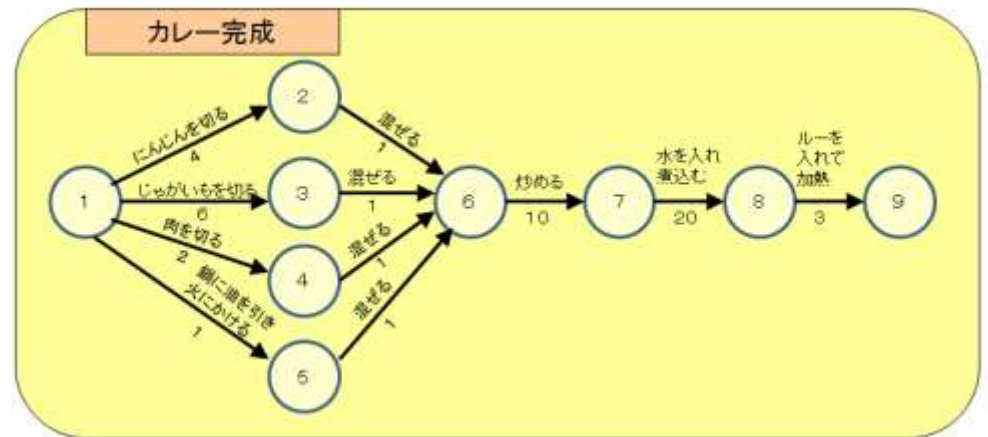 カレー完成
1
にんじんを切る
4
じゃがいもを切る
6
肉を切る
2
鍋に油を引き
火にかける
1
2
3
4
5
混ぜる
1
混ぜる
1
混ぜる
1
混ぜる
1
6
炒める
10
7
水を入れ
煮込む
20
8
ルーを
入れて
加熱
3
9